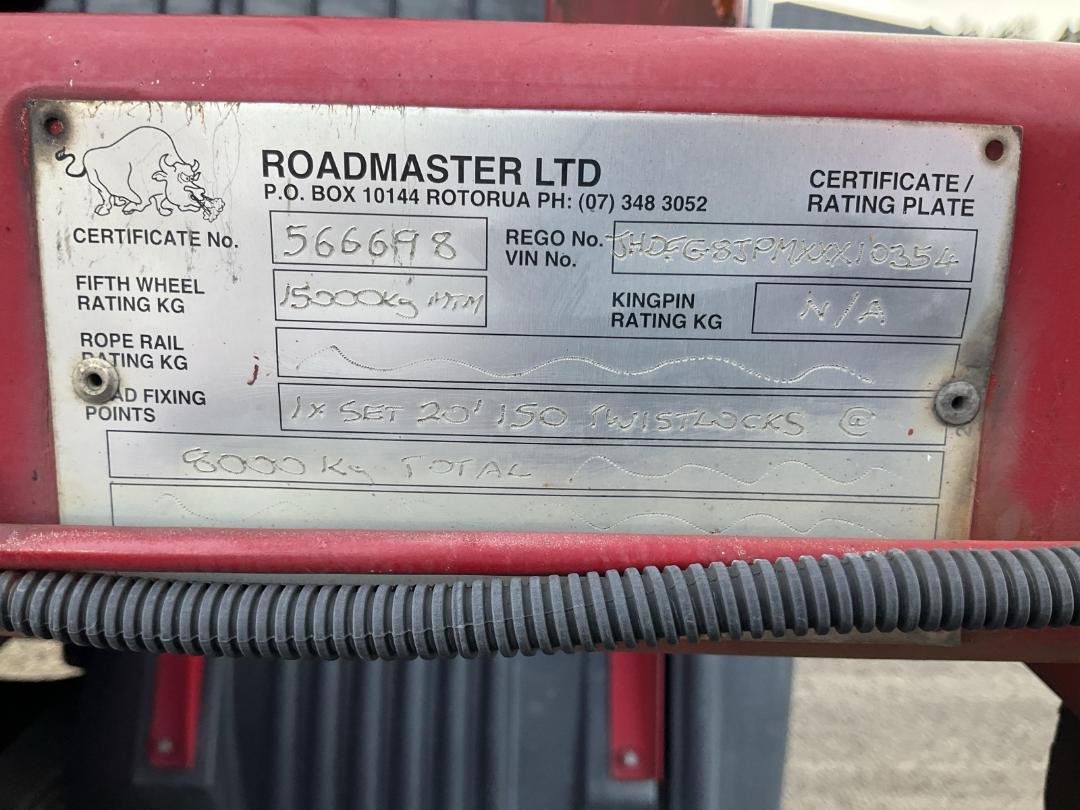 ROADMASTER LTD
P.O. BOX 10144 ROTORUA PH: (07) 348 3052
CERTIFICATE /
RATING PLATE
CERTIFICATE No. 566698
REGO No.
VIN No. JHDFG8JPMXXX10354
FIFTH WHEEL
RATING KG 15000Kg MTM
KINGPIN
RATING KG N/A
ROPE RAIL
RATING KG
FIXING
POINTS 1x SET 20' ISO TWISTLOCKS @
8000 Kg TOTAL